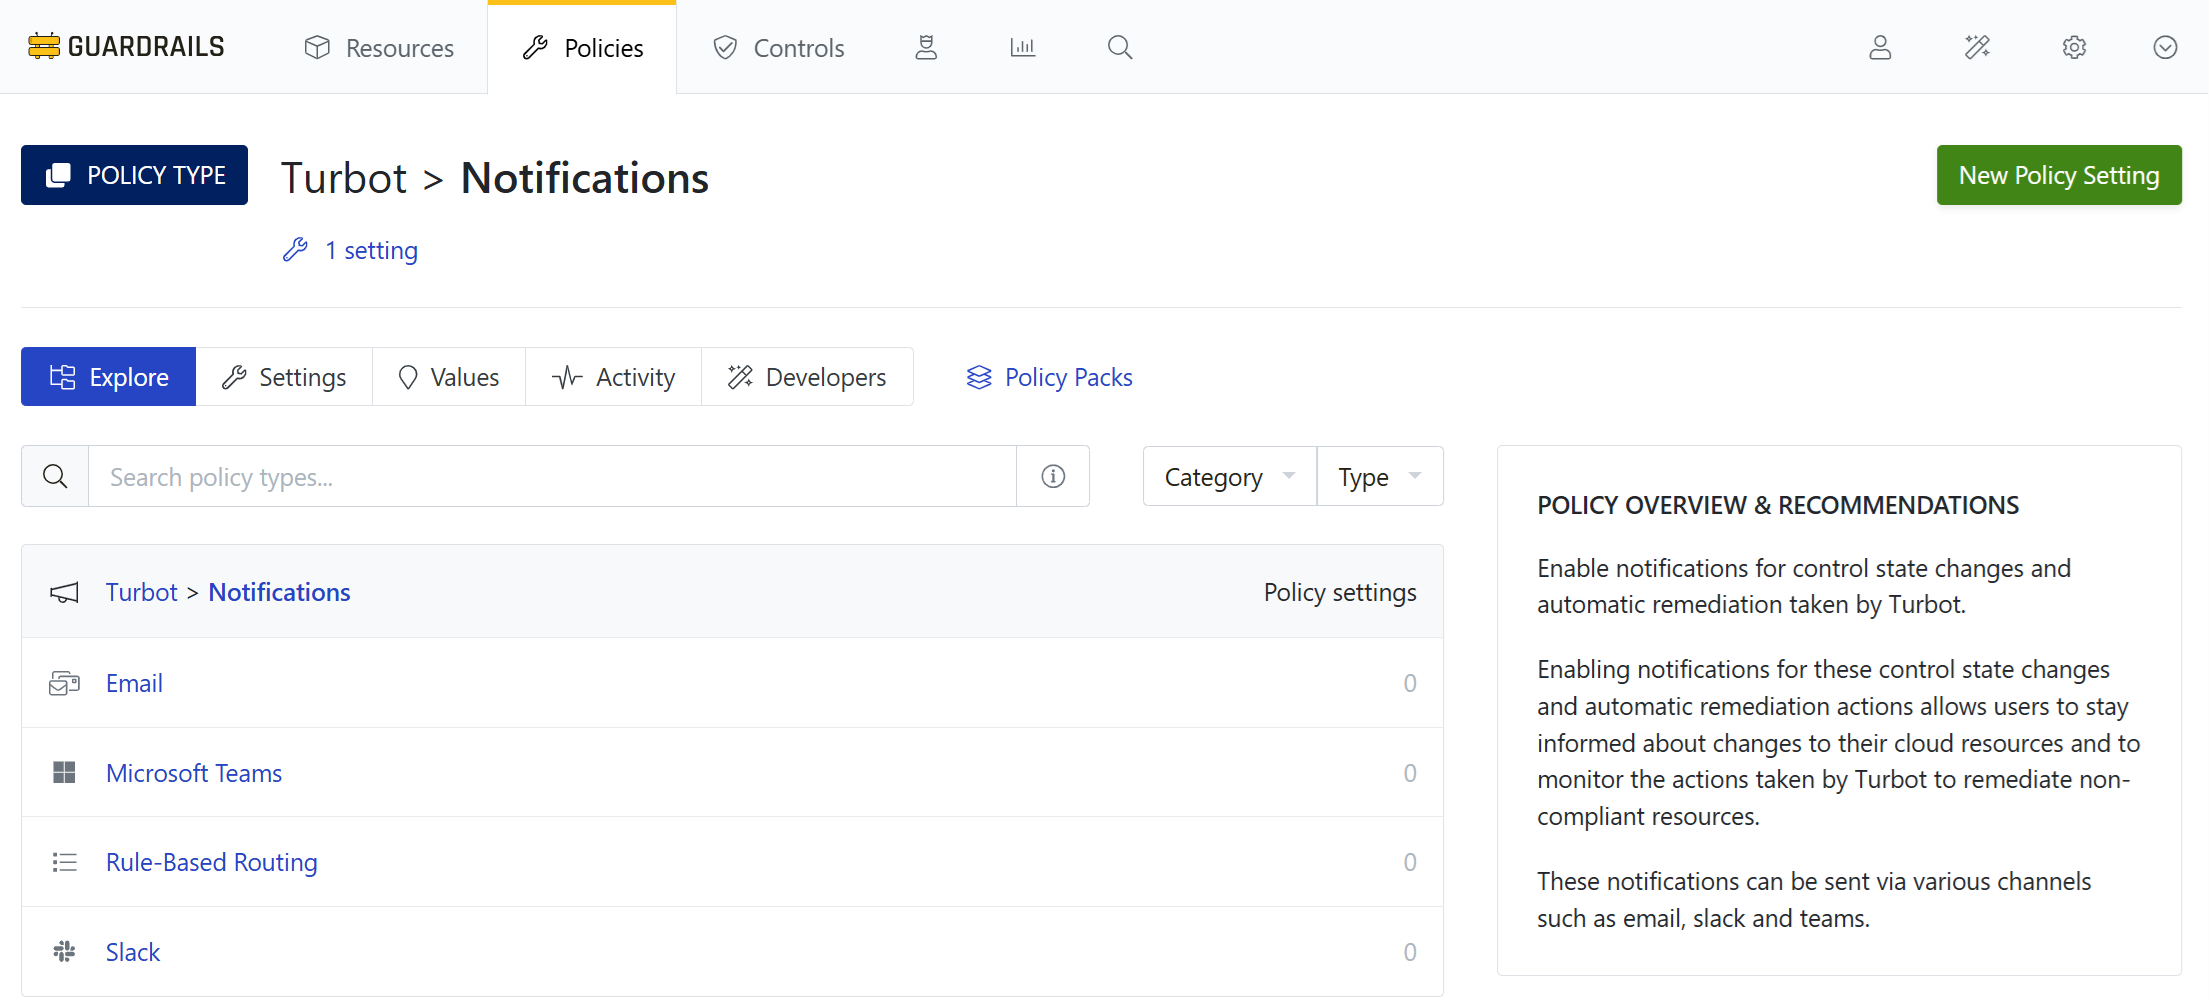 GUARDRAILS
Resources
Policies
Controls
POLICY TYPE
Turbot > Notifications
New Policy Setting
1 setting
Explore
Settings
Values
Activity
Developers
Policy Packs
Search policy types...
Category
Type
Turbot > Notifications
Policy settings
Email
0
Microsoft Teams
0
Rule-Based Routing
0
Slack
0
POLICY OVERVIEW & RECOMMENDATIONS
Enable notifications for control state changes and
automatic remediation taken by Turbot.
Enabling notifications for these control state changes
and automatic remediation actions allows users to stay
informed about changes to their cloud resources and to
monitor the actions taken by Turbot to remediate non-
compliant resources.
These notifications can be sent via various channels
such as email, slack and teams.